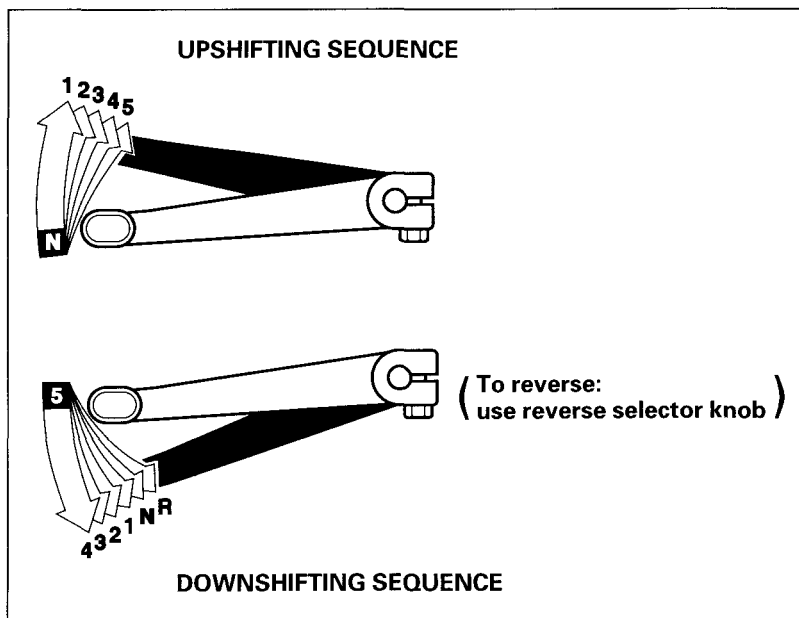 UPSHIFTING SEQUENCE
1 2 3 4 5
N
5
( To reverse:
use reverse selector knob )
4 3 2 1 N R
DOWNSHIFTING SEQUENCE